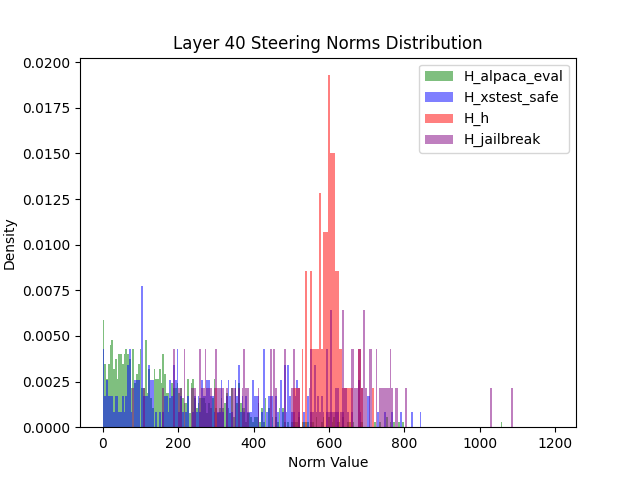 Layer 40 Steering Norms Distribution
H_alpaca_eval
H_xstest_safe
H_h
H_jailbreak
0.0200
0.0175
0.0150
0.0125
0.0100
0.0075
0.0050
0.0025
0.0000
Density
0 200 400 600 800 1000 1200
Norm Value